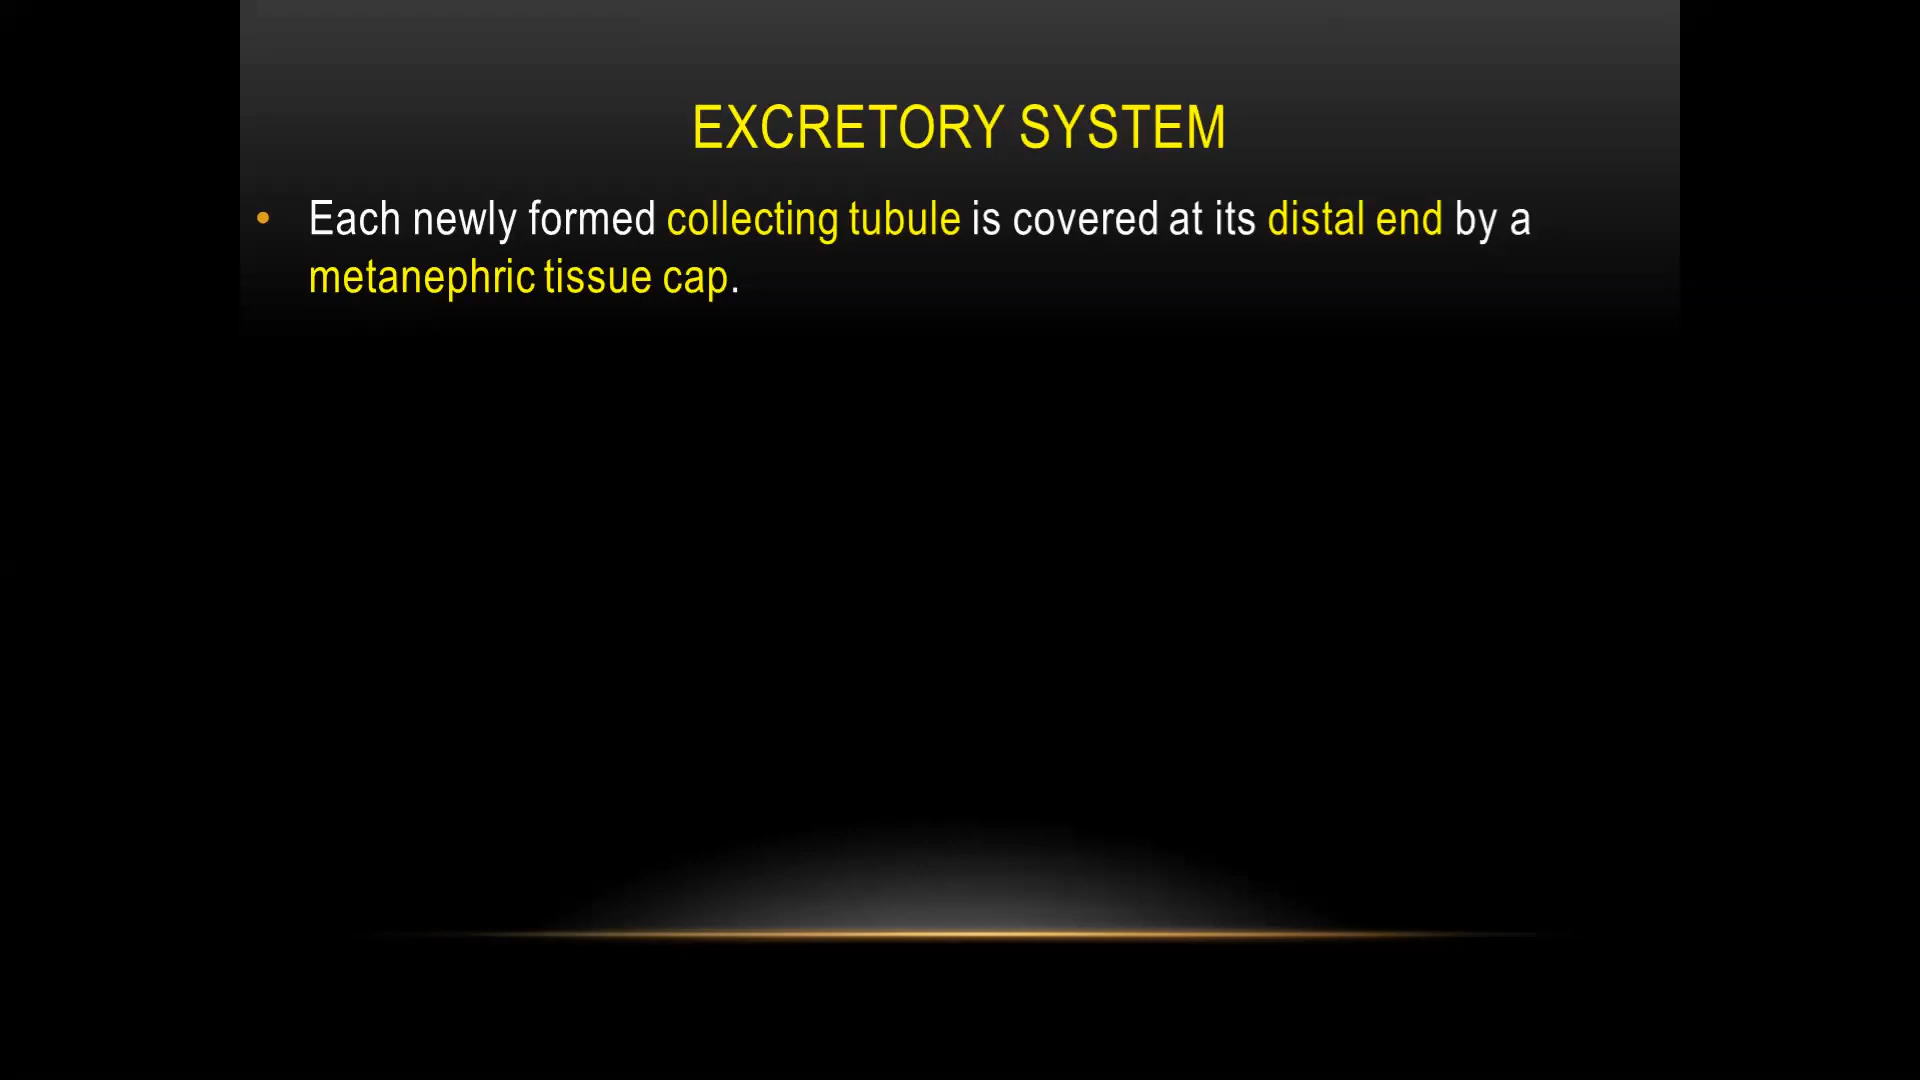 EXCRETORY SYSTEM
• Each newly formed collecting tubule is covered at its distal end by a
metanephric tissue cap.